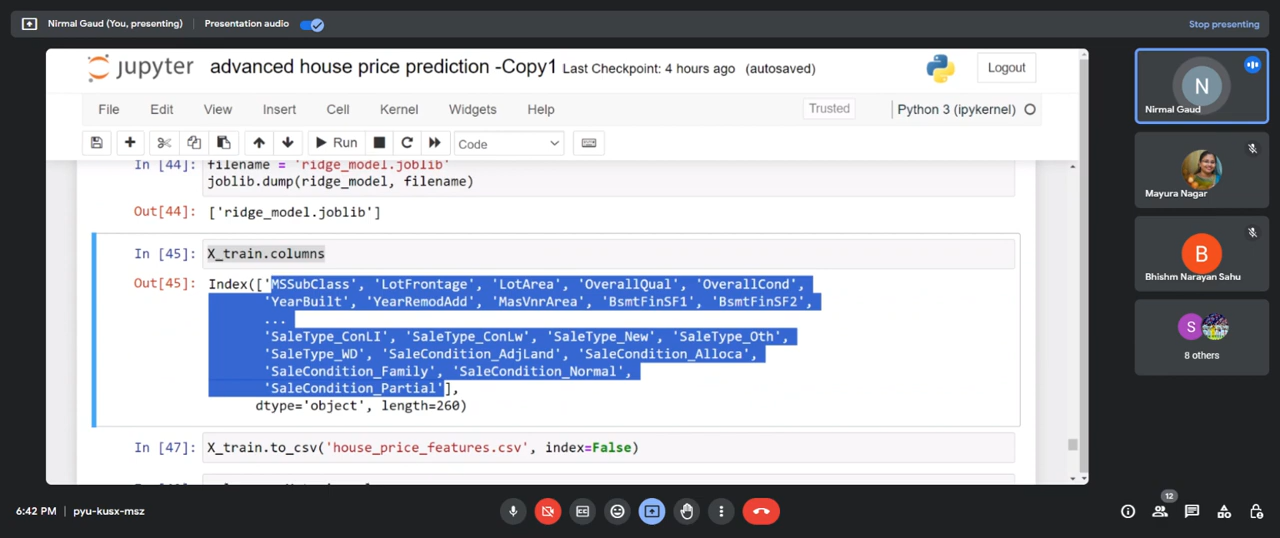 Nirmal Gaud (You, presenting) Presentation audio Stop presenting
jupyter advanced house price prediction -Copy1 Last Checkpoint: 4 hours ago (autosaved) Logout
File Edit View Insert Cell Kernel Widgets Help Trusted Python 3 (ipykernel)
Run Code
In [44]: filename = 'ridge_model.joblib'
joblib.dump(ridge_model, filename)
Out[44]: ['ridge_model.joblib']
In [45]: X_train.columns
Out[45]: Index(['MSSubClass', 'LotFrontage', 'LotArea', 'OverallQual', 'OverallCond',
'YearBuilt', 'YearRemodAdd', 'MasVnrArea', 'BsmtFinSF1', 'BsmtFinSF2',
...
'SaleType_ConLI', 'SaleType_ConLw', 'SaleType_New', 'SaleType_Oth',
'SaleType_WD', 'SaleCondition_AdjLand', 'SaleCondition_Alloca',
'SaleCondition_Family', 'SaleCondition_Normal',
'SaleCondition_Partial'],
dtype='object', length=260)
In [47]: X_train.to_csv('house_price_features.csv', index=False)
N
Nirmal Gaud
Mayura Nagar
B
Bhishm Narayan Sahu
S
8 others
6:42 PM pyu-kusx-msz
12